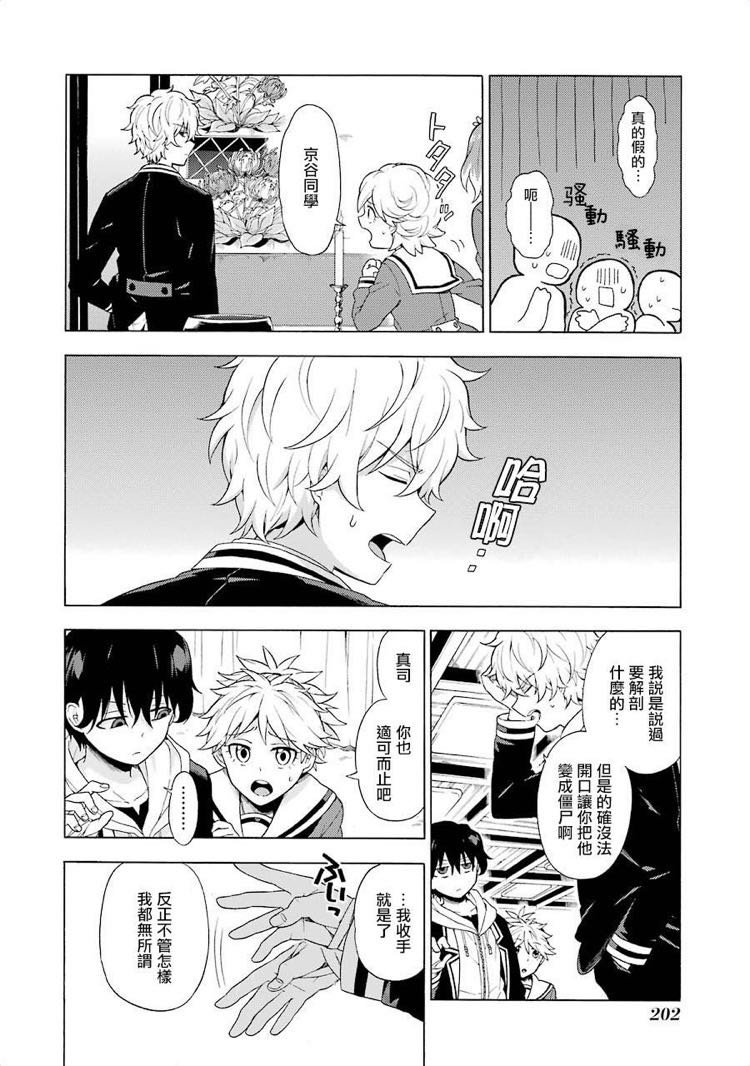 真的假的…
呃——
騷動
騷動
トタタタッ
京谷同學
哈啊…
我說是說過
要解剖
什麼的…
但是的確沒法
開口讓你把他
變成僵尸啊
真司
你也
適可而止吧
………
…我收手
就是了
ふいっ
反正不管怎樣
我都無所謂
202